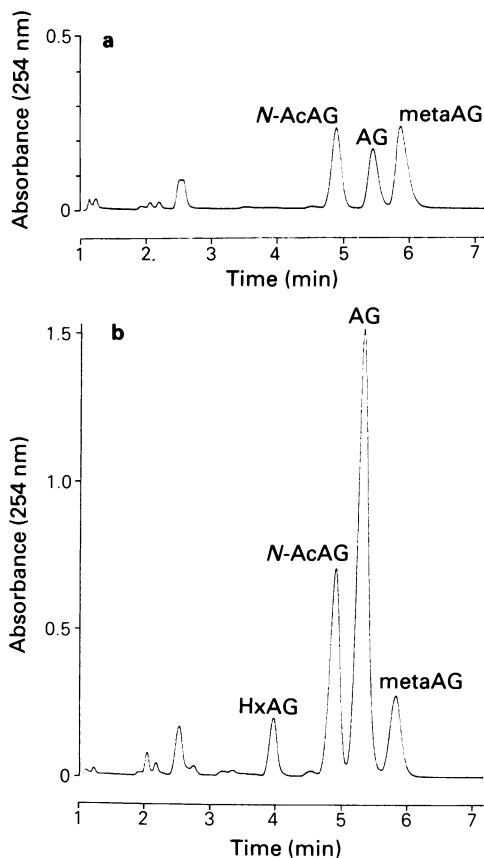 a
Absorbance (254 nm)
0.5
0
N-AcAG
AG
metaAG
1 2. 3 4 5 6 7
Time (min)
b
Absorbance (254 nm)
1.5
1.0
0.5
0
AG
N-AcAG
HxAG
metaAG
1 2 3 4 5 6 7
Time (min)